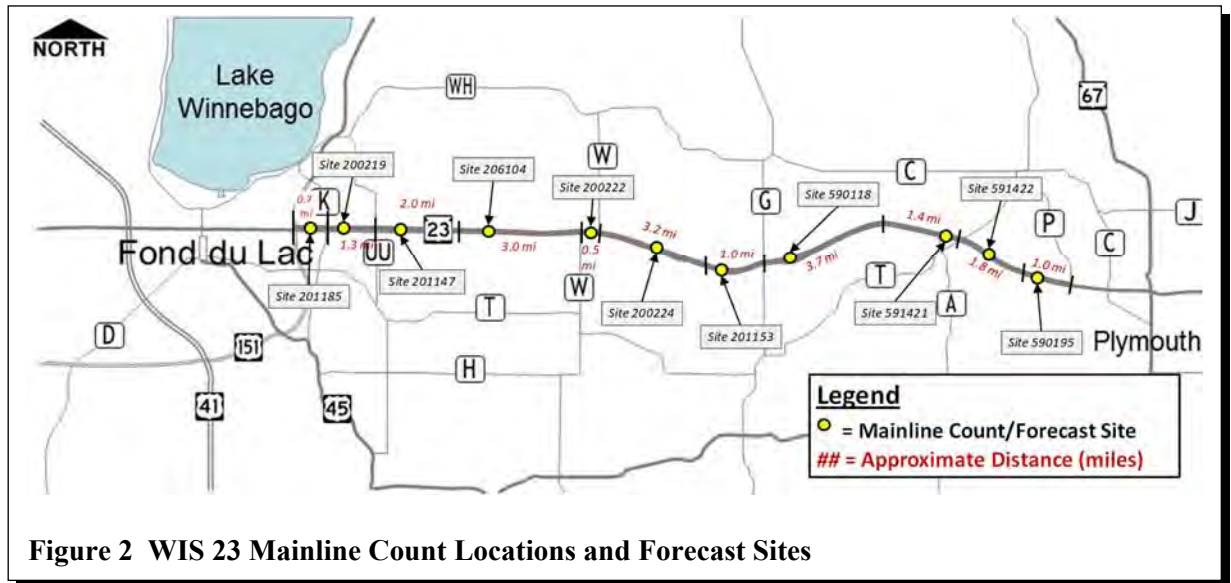 NORTH
Lake
Winnebago
WH
67
W
C
Site 200219
Site 206104
Site 200222
Site 590118
Site 591422
0.7
mi
K
2.0 mi
G
1.4 mi
P
J
23
3.2 mi
C
1.3 mi
3.0 mi
0.5
mi
1.0 mi
3.7 mi
1.8 mi
1.0 mi
Fond du Lac
UU
W
T
A
Site 201185
Site 201147
Site 200224
Site 201153
Site 591421
Site 590195
D
T
151
H
Plymouth
41
45
Legend
= Mainline Count/Forecast Site
## = Approximate Distance (miles)
Figure 2 WIS 23 Mainline Count Locations and Forecast Sites